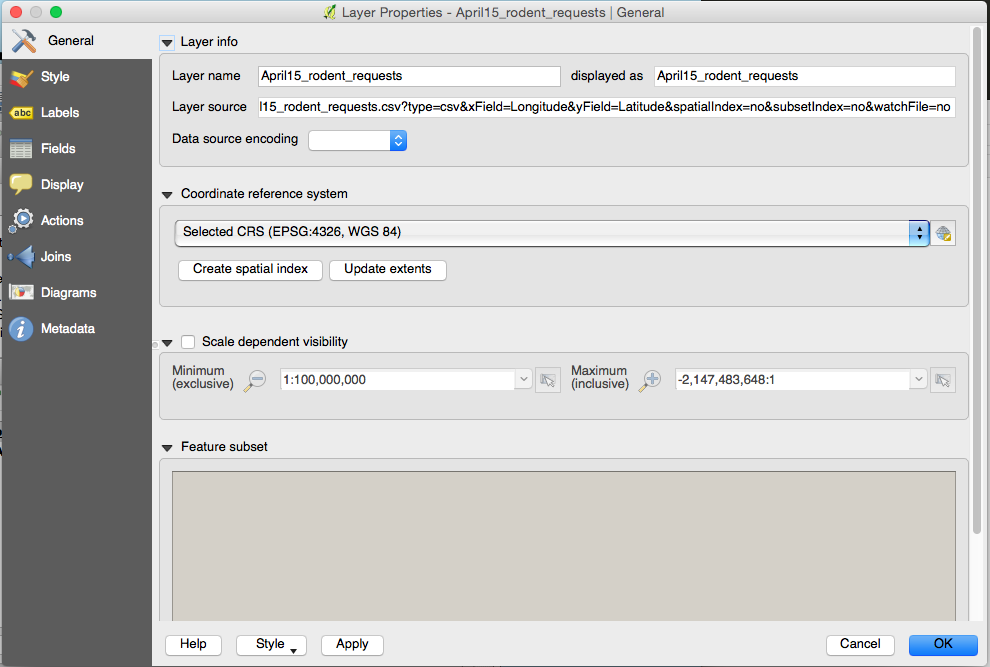 Layer Properties - April15_rodent_requests | General
General
Style
abc Labels
Fields
Display
Actions
Joins
Diagrams
i Metadata
Layer info
Layer name April15_rodent_requests displayed as April15_rodent_requests
Layer source l15_rodent_requests.csv?type=csv&xField=Longitude&yField=Latitude&spatialIndex=no&subsetIndex=no&watchFile=no
Data source encoding
Coordinate reference system
Selected CRS (EPSG:4326, WGS 84)
Create spatial index Update extents
Scale dependent visibility
Minimum
(exclusive) 1:100,000,000
Maximum
(inclusive) -2,147,483,648:1
Feature subset
Help Style Apply Cancel OK